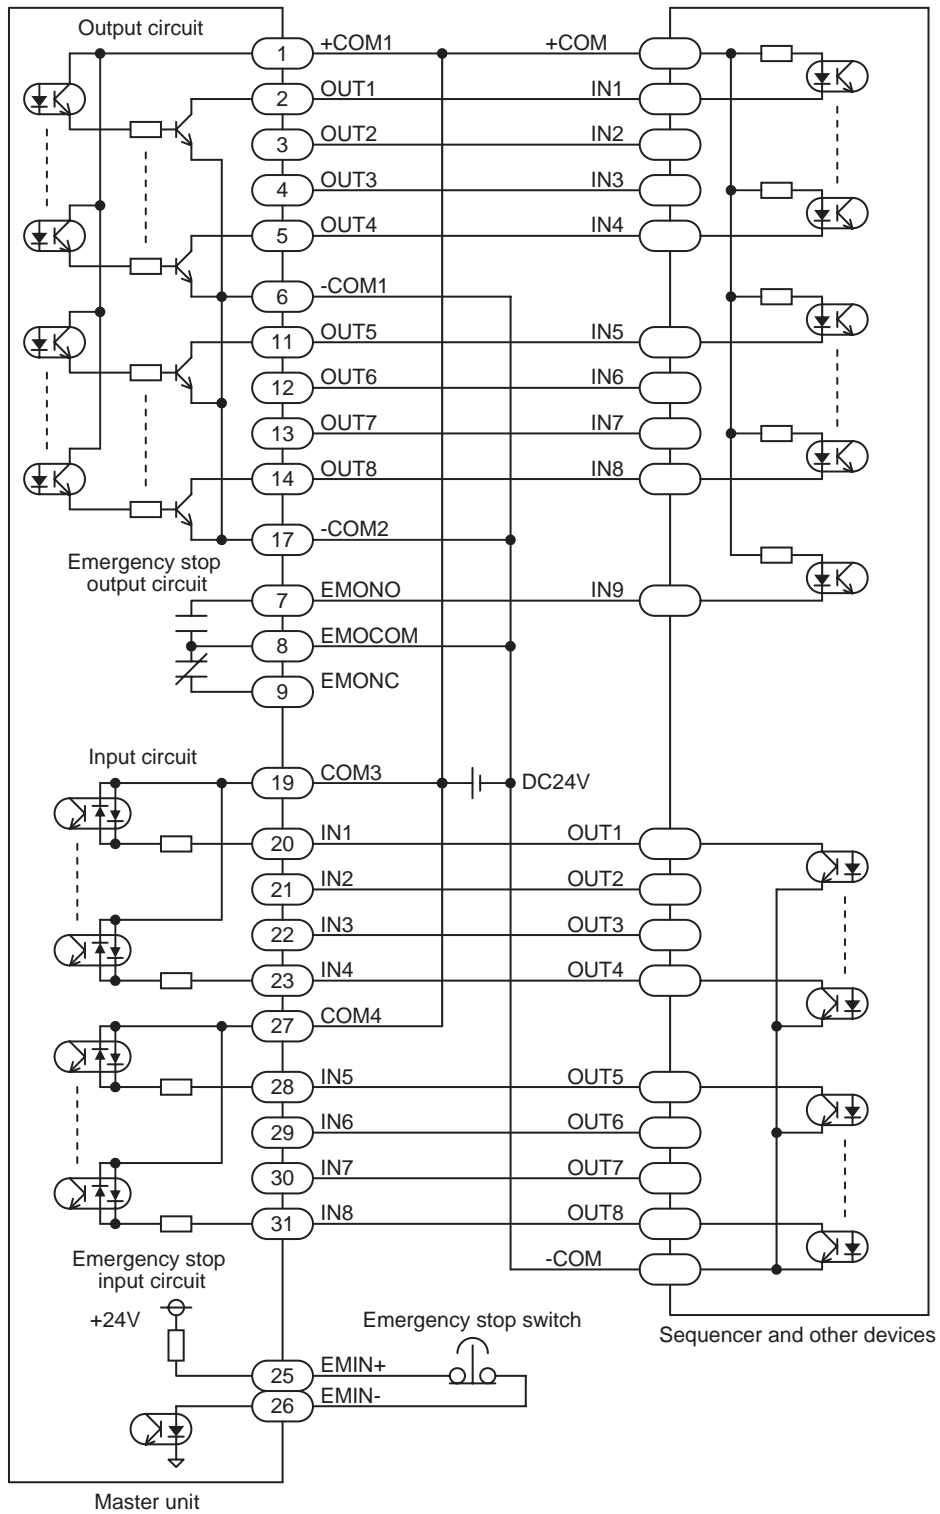 Output circuit
1 +COM1 +COM
2 OUT1 IN1
3 OUT2 IN2
4 OUT3 IN3
5 OUT4 IN4
6 -COM1
11 OUT5 IN5
12 OUT6 IN6
13 OUT7 IN7
14 OUT8 IN8
17 -COM2
Emergency stop
output circuit
7 EMONO IN9
8 EMOCOM
9 EMONC
Input circuit
19 COM3 DC24V
20 IN1 OUT1
21 IN2 OUT2
22 IN3 OUT3
23 IN4 OUT4
27 COM4
28 IN5 OUT5
29 IN6 OUT6
30 IN7 OUT7
31 IN8 OUT8
-COM
Emergency stop
input circuit
+24V
Emergency stop switch
Sequencer and other devices
25 EMIN+
26 EMIN-
Master unit